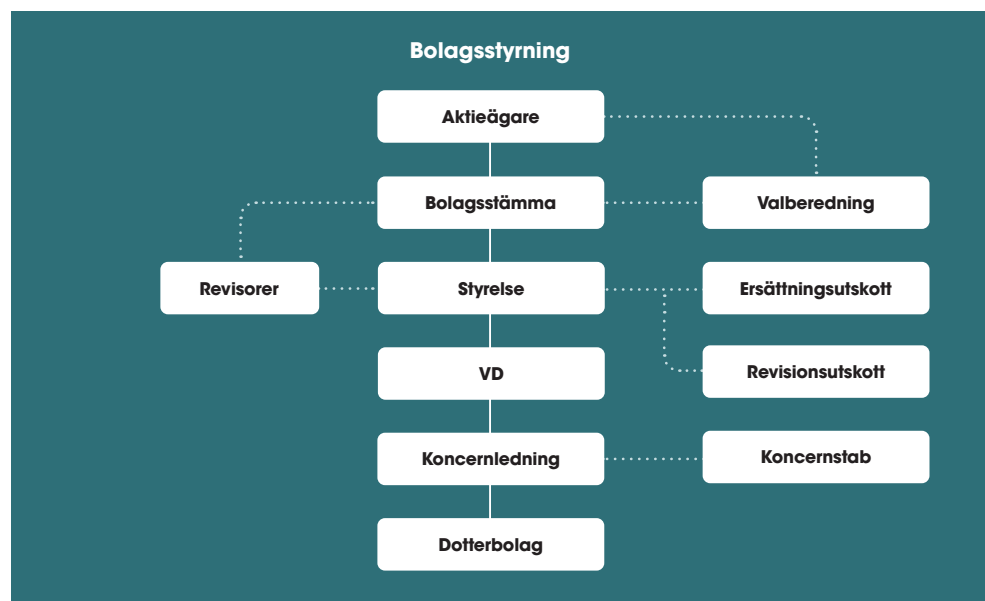 Bolagsstyrning
Aktieägare
Bolagsstämma
Valberedning
Revisorer
Styrelse
Ersättningsutskott
VD
Revisionsutskott
Koncernledning
Koncernstab
Dotterbolag